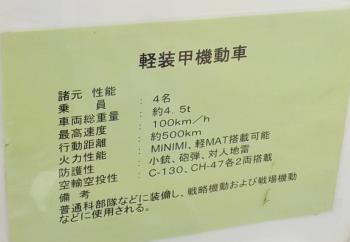 軽装甲機動車
諸元 性能
乗 員 : 4名
車両総重量 : 約4.5t
最高速度 : 100km/h
行動距離 : 約500km
火力性能 : MINIMI、軽MAT搭載可能
防護性 : 小銃、砲弾、対人地雷
空輸空投性 : C-130、CH-47各2両搭載
備 考
普通科部隊などに装備し、戦略機動および戦場機動
などに使用される。